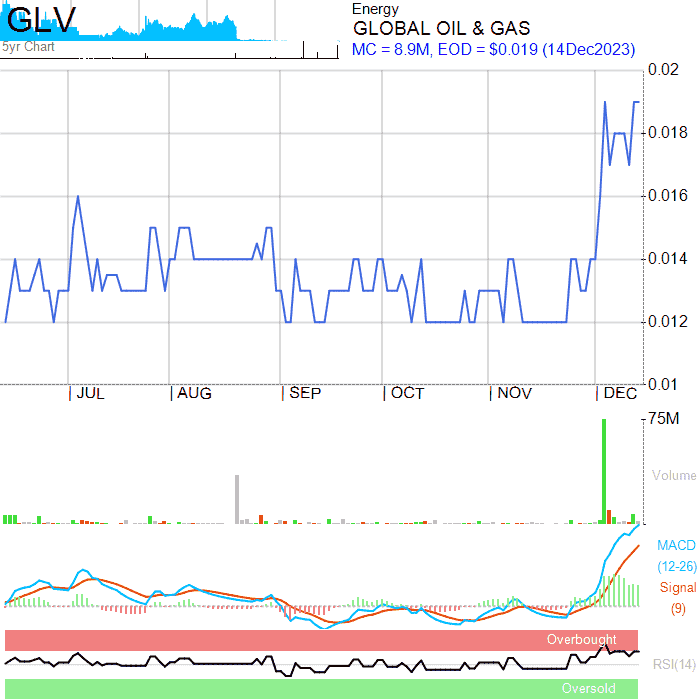 GLV
5yr Chart
Energy
GLOBAL OIL & GAS
MC = 8.9M, EOD = $0.019 (14Dec2023)
0.02
0.018
0.016
0.014
0.012
0.01
JUL AUG SEP OCT NOV DEC
75M
Volume
MACD
(12-26)
Signal
(9)
Overbought
RSI(14)
Oversold